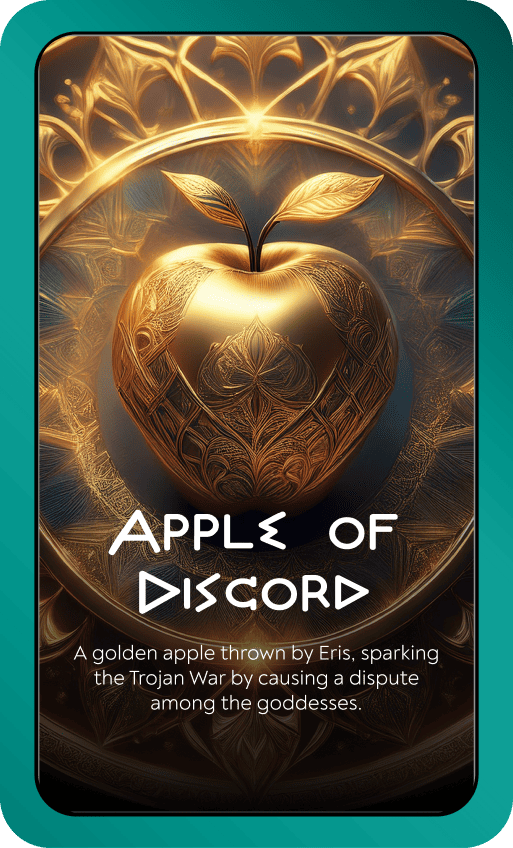 Apple of
Discord
A golden apple thrown by Eris, sparking
the Trojan War by causing a dispute
among the goddesses.